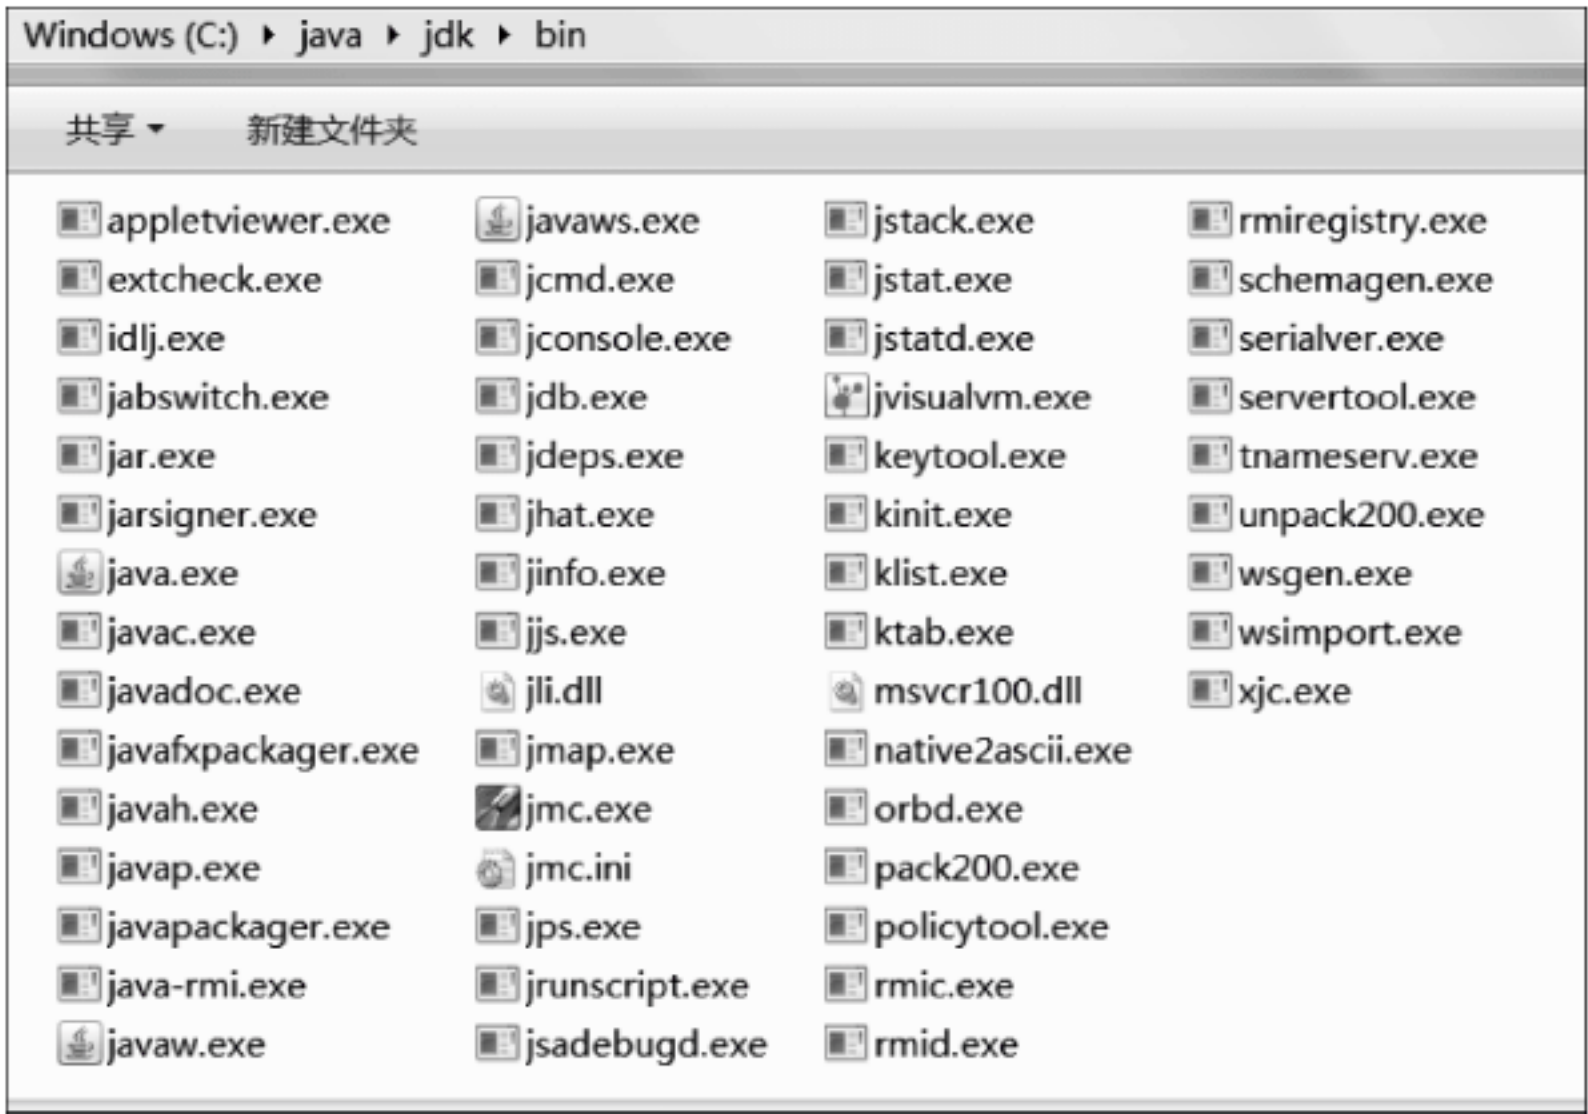 Windows (C:) ▸ java ▸ jdk ▸ bin
共享 新建文件夹
appletviewer.exe
extcheck.exe
idlj.exe
jabswitch.exe
jar.exe
jarsigner.exe
java.exe
javac.exe
javadoc.exe
javafxpackager.exe
javah.exe
javap.exe
javapackager.exe
java-rmi.exe
javaw.exe
javaws.exe
jcmd.exe
jconsole.exe
jdb.exe
jdeps.exe
jhat.exe
jinfo.exe
jjs.exe
jli.dll
jmap.exe
jmc.exe
jmc.ini
jps.exe
jrunscript.exe
jsadebugd.exe
jstack.exe
jstat.exe
jstatd.exe
jvisualvm.exe
keytool.exe
kinit.exe
klist.exe
ktab.exe
msvcr100.dll
native2ascii.exe
orbd.exe
pack200.exe
policytool.exe
rmic.exe
rmid.exe
rmiregistry.exe
schemagen.exe
serialver.exe
servertool.exe
tnameserv.exe
unpack200.exe
wsgen.exe
wsimport.exe
xjc.exe